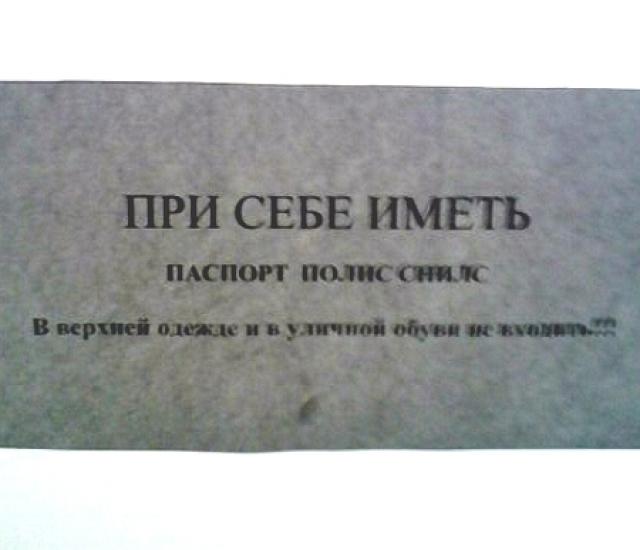 ПРИ СЕБЕ ИМЕТЬ
ПАСПОРТ ПОЛИС СНИЛС
В верхней одежде и в уличной обуви не входить!!!